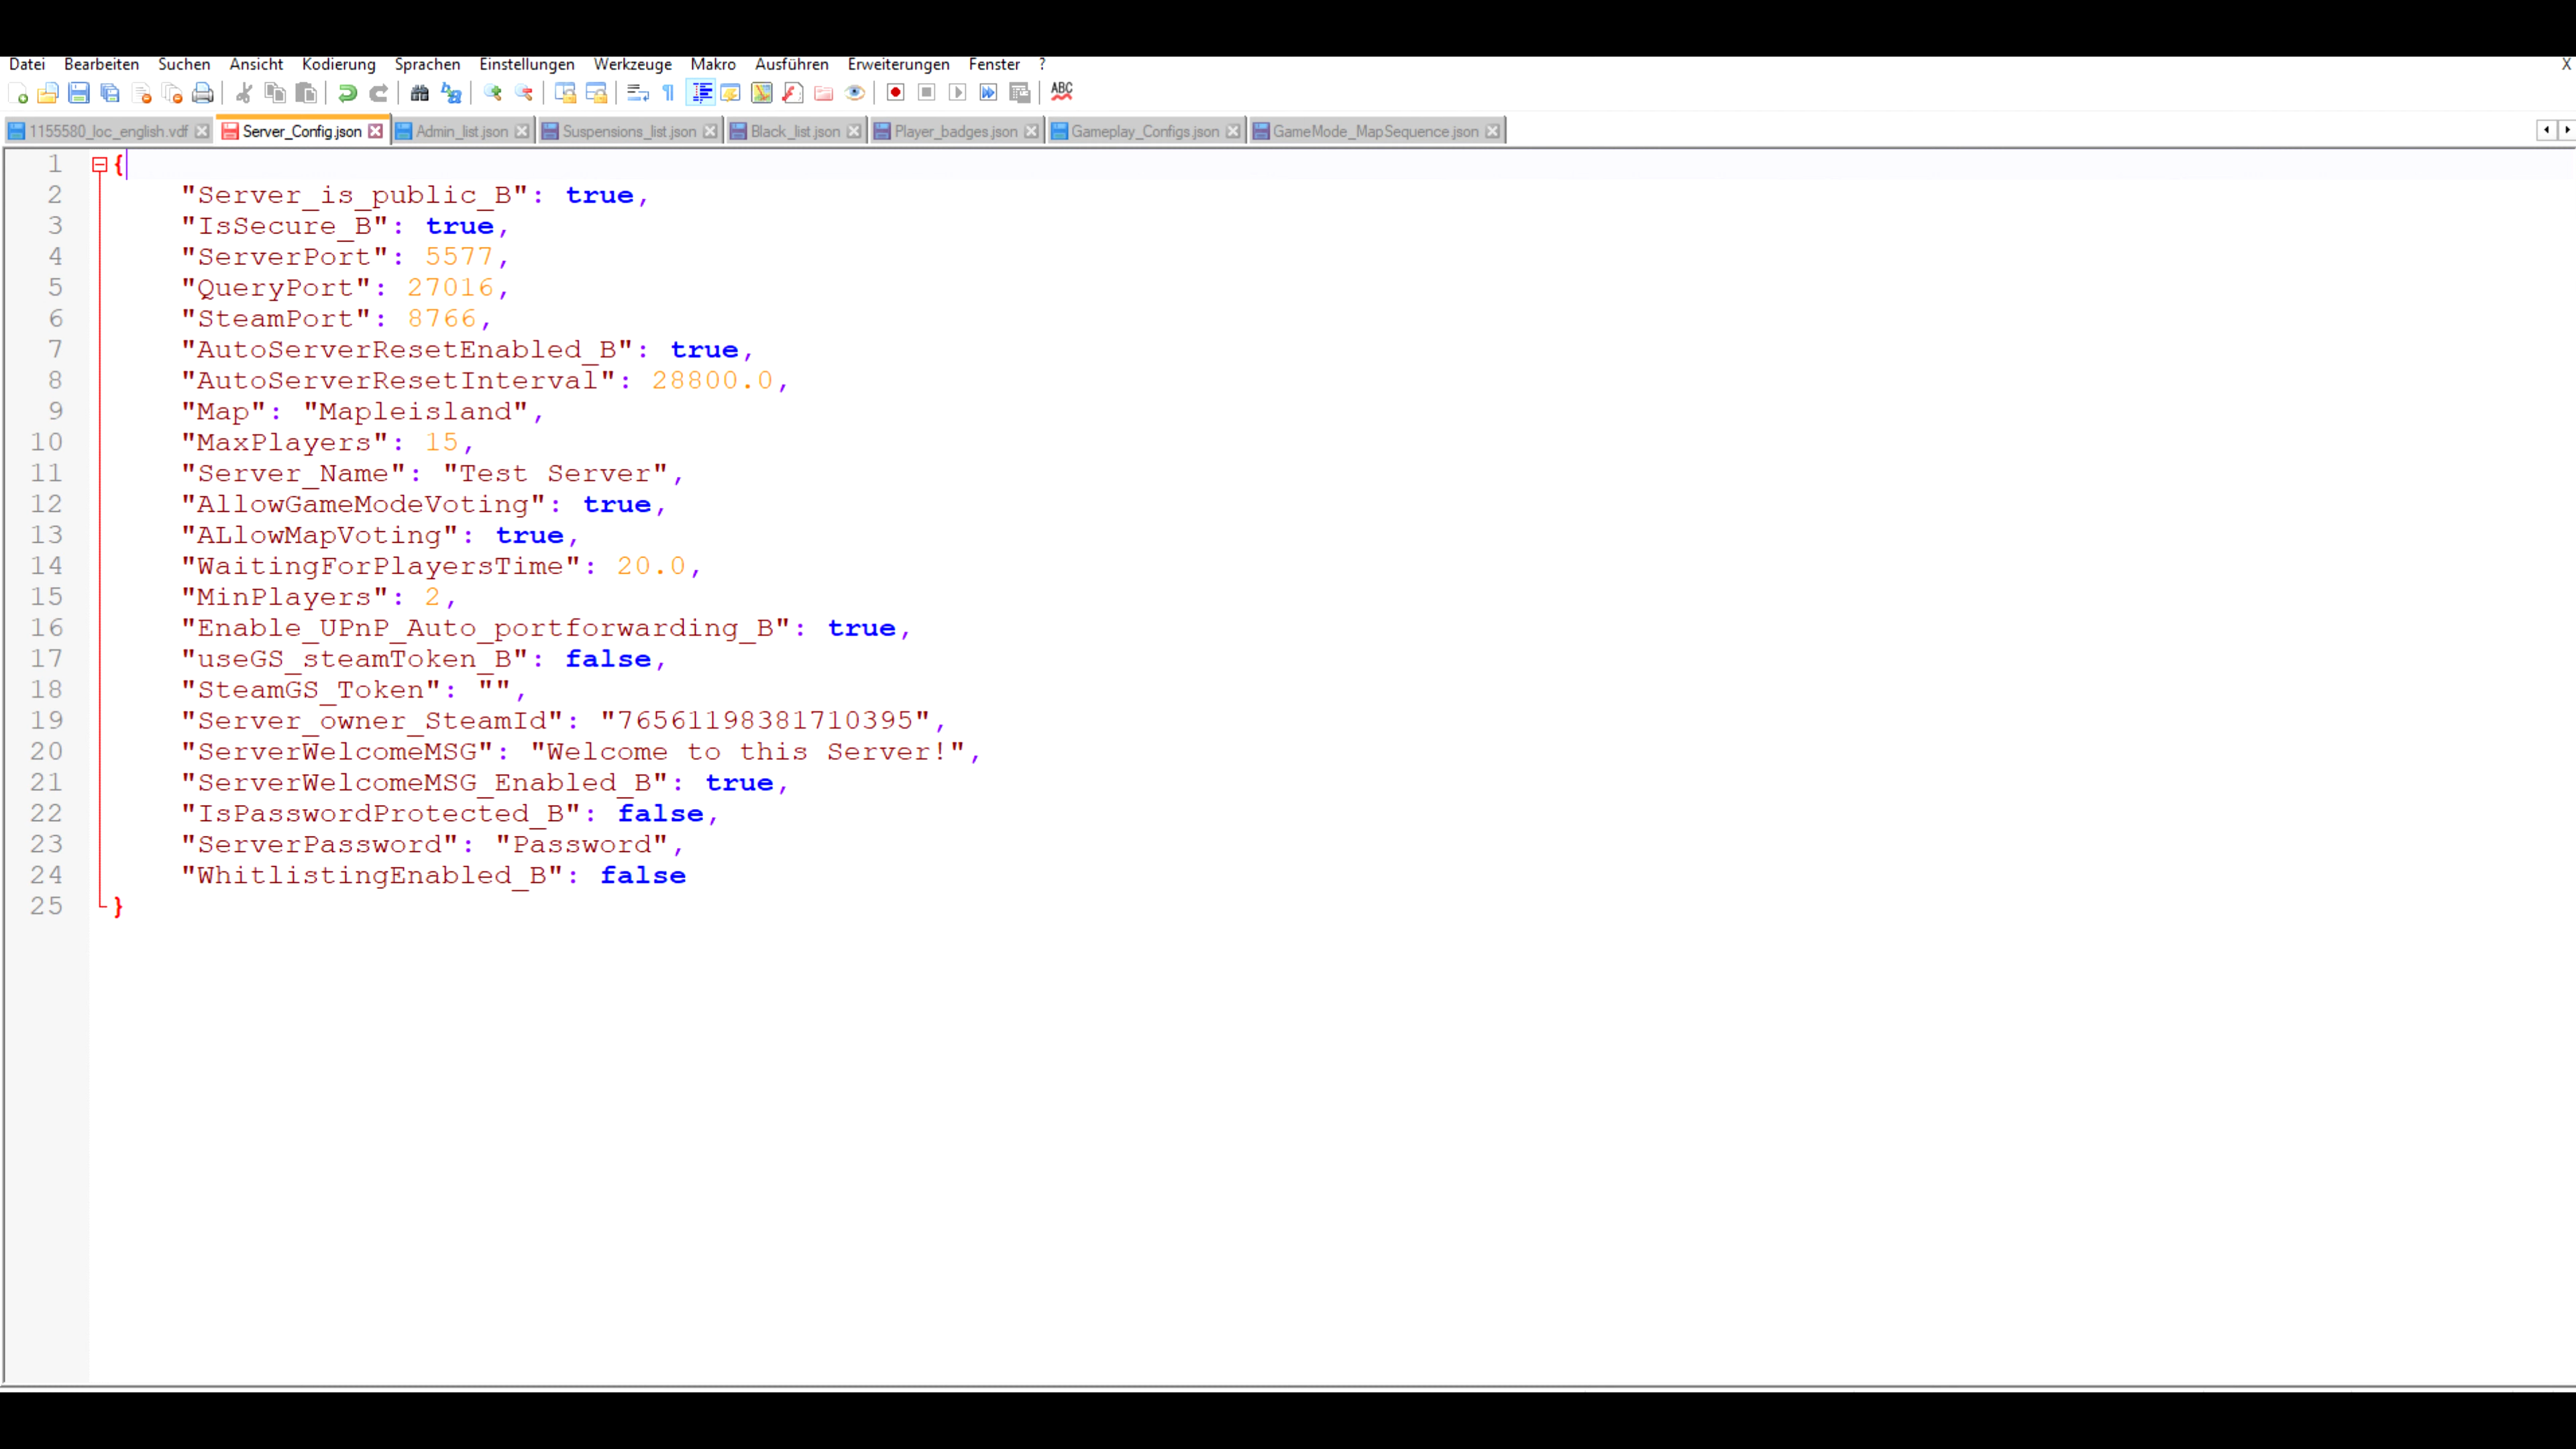 Datei Bearbeiten Suchen Ansicht Kodierung Sprachen Einstellungen Werkzeuge Makro Ausführen Erweiterungen Fenster ? X
ABC
1155580_loc_english.vdf Server_Config.json Admin_list.json Suspensions_list.json Black_list.json Player_badges.json Gameplay_Configs.json GameMode_MapSequence.json
1 {
2 "Server_is_public_B": true,
3 "IsSecure_B": true,
4 "ServerPort": 5577,
5 "QueryPort": 27016,
6 "SteamPort": 8766,
7 "AutoServerResetEnabled_B": true,
8 "AutoServerResetInterval": 28800.0,
9 "Map": "Mapleisland",
10 "MaxPlayers": 15,
11 "Server_Name": "Test Server",
12 "AllowGameModeVoting": true,
13 "ALlowMapVoting": true,
14 "WaitingForPlayersTime": 20.0,
15 "MinPlayers": 2,
16 "Enable_UPnP_Auto_portforwarding_B": true,
17 "useGS_steamToken_B": false,
18 "SteamGS_Token": "",
19 "Server_owner_SteamId": "76561198381710395",
20 "ServerWelcomeMSG": "Welcome to this Server!",
21 "ServerWelcomeMSG_Enabled_B": true,
22 "IsPasswordProtected_B": false,
23 "ServerPassword": "Password",
24 "WhitlistingEnabled_B": false
25 }